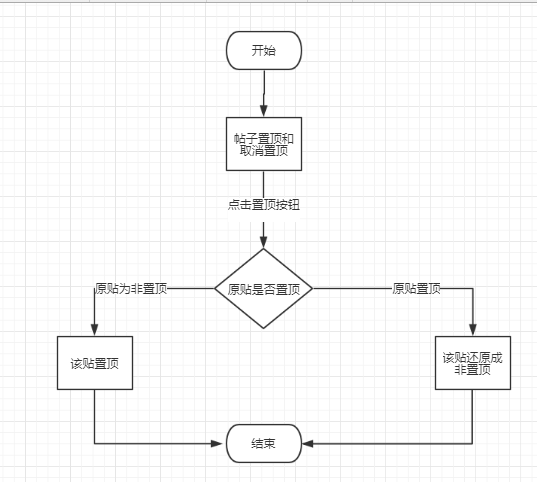 开始
帖子置顶和
取消置顶
点击置顶按钮
原贴为非置顶
原贴是否置顶
原贴置顶
该贴置顶
该贴还原成
非置顶
结束